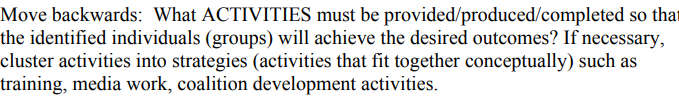 Move backwards:  What ACTIVITIES must be provided/produced/completed so that
the identified individuals (groups) will achieve the desired outcomes? If necessary,
cluster activities into strategies (activities that fit together conceptually) such as
training, media work, coalition development activities.